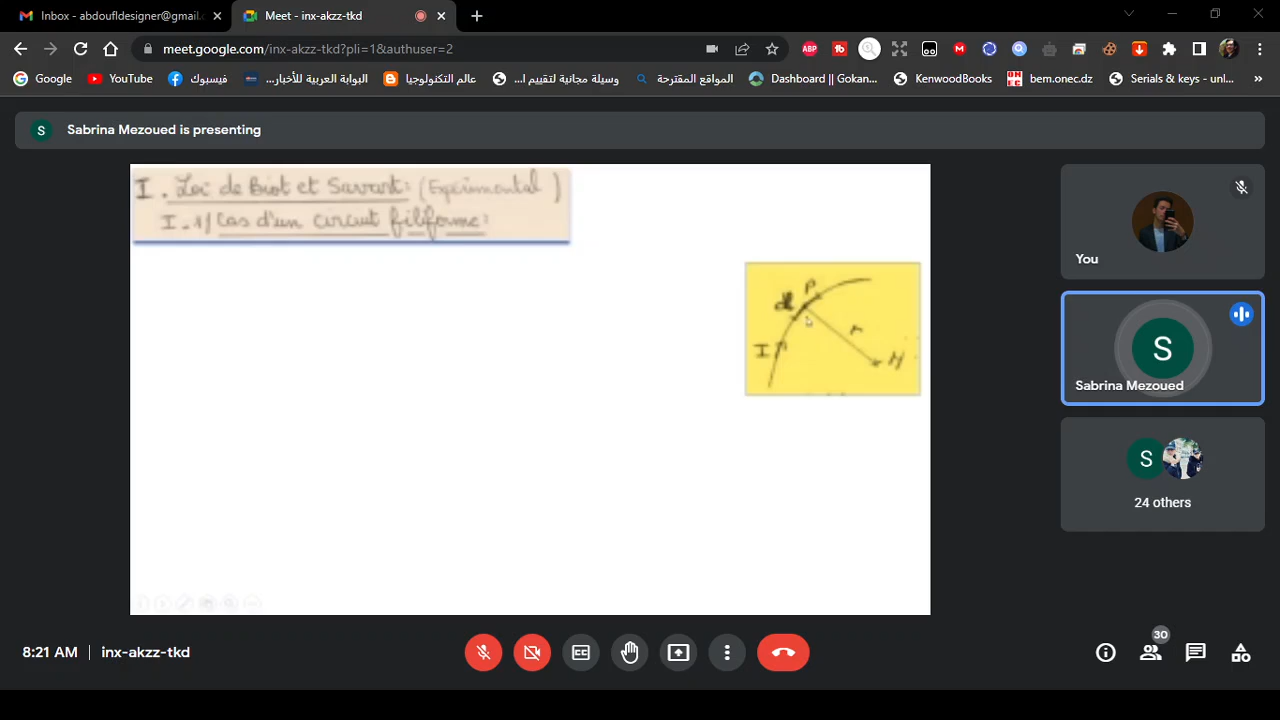 Inbox - abdoufldesigner@gmail.
Meet - inx-akzz-tkd
meet.google.com/inx-akzz-tkd?pli=1&authuser=2
ABP
Google
YouTube
فيسبوك
البوابة العربية للأخبار...
عالم التكنولوجيا
وسيلة مجانية لتقييم ا...
المواقع المقترحة
Dashboard || Gokan...
KenwoodBooks
bem.onec.dz
Serials & keys - unl...
S
Sabrina Mezoued is presenting
I. Loi de Biot et Savart: (Expérimental)
I.1/ Cas d'un circuit filiforme:
P
dl
r
I
M
You
S
Sabrina Mezoued
S
24 others
8:21 AM
inx-akzz-tkd
30